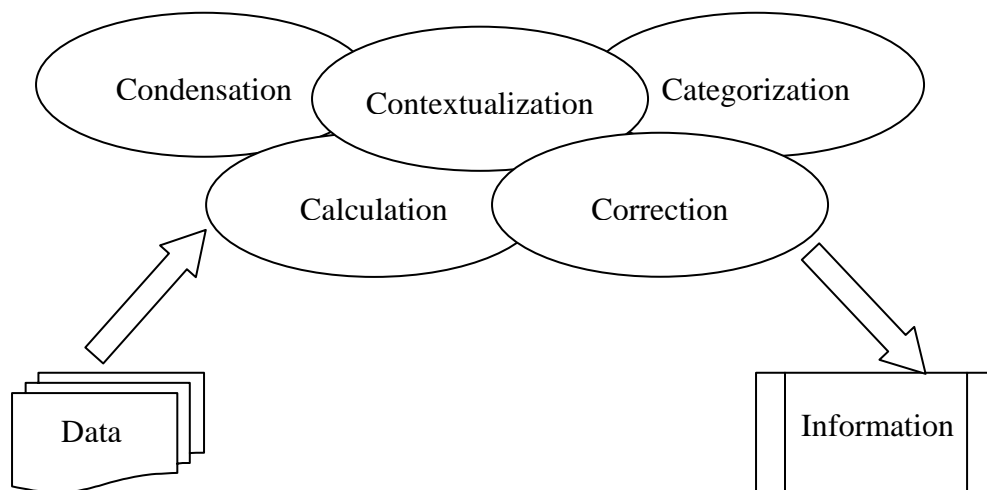 Condensation
Contextualization
Categorization
Calculation
Correction
Data
Information